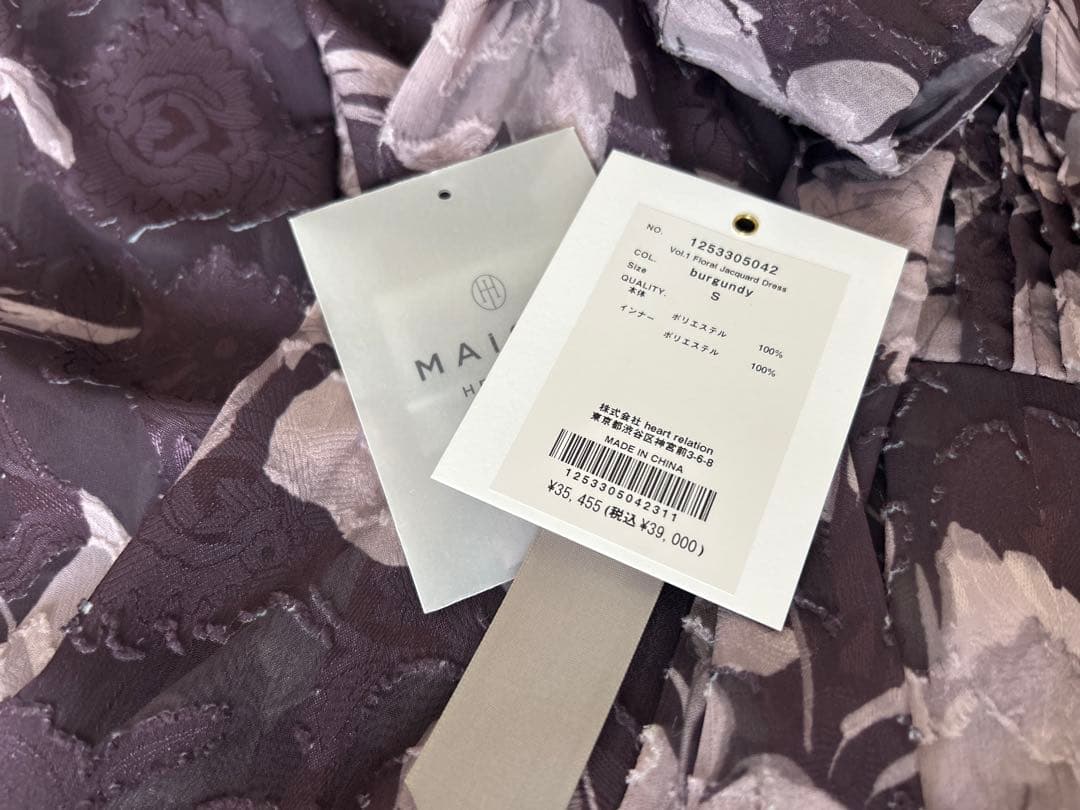 MAi
H
NO. 1253305042
Vol.1 Floral Jacquard Dress
COL. burgundy
Size S
QUALITY.
本体 ポリエステル 100%
インナー ポリエステル 100%
株式会社 heart relation
東京都渋谷区神宮前3-6-8
MADE IN CHINA
1253305042311
¥35,455(税込¥39,000)